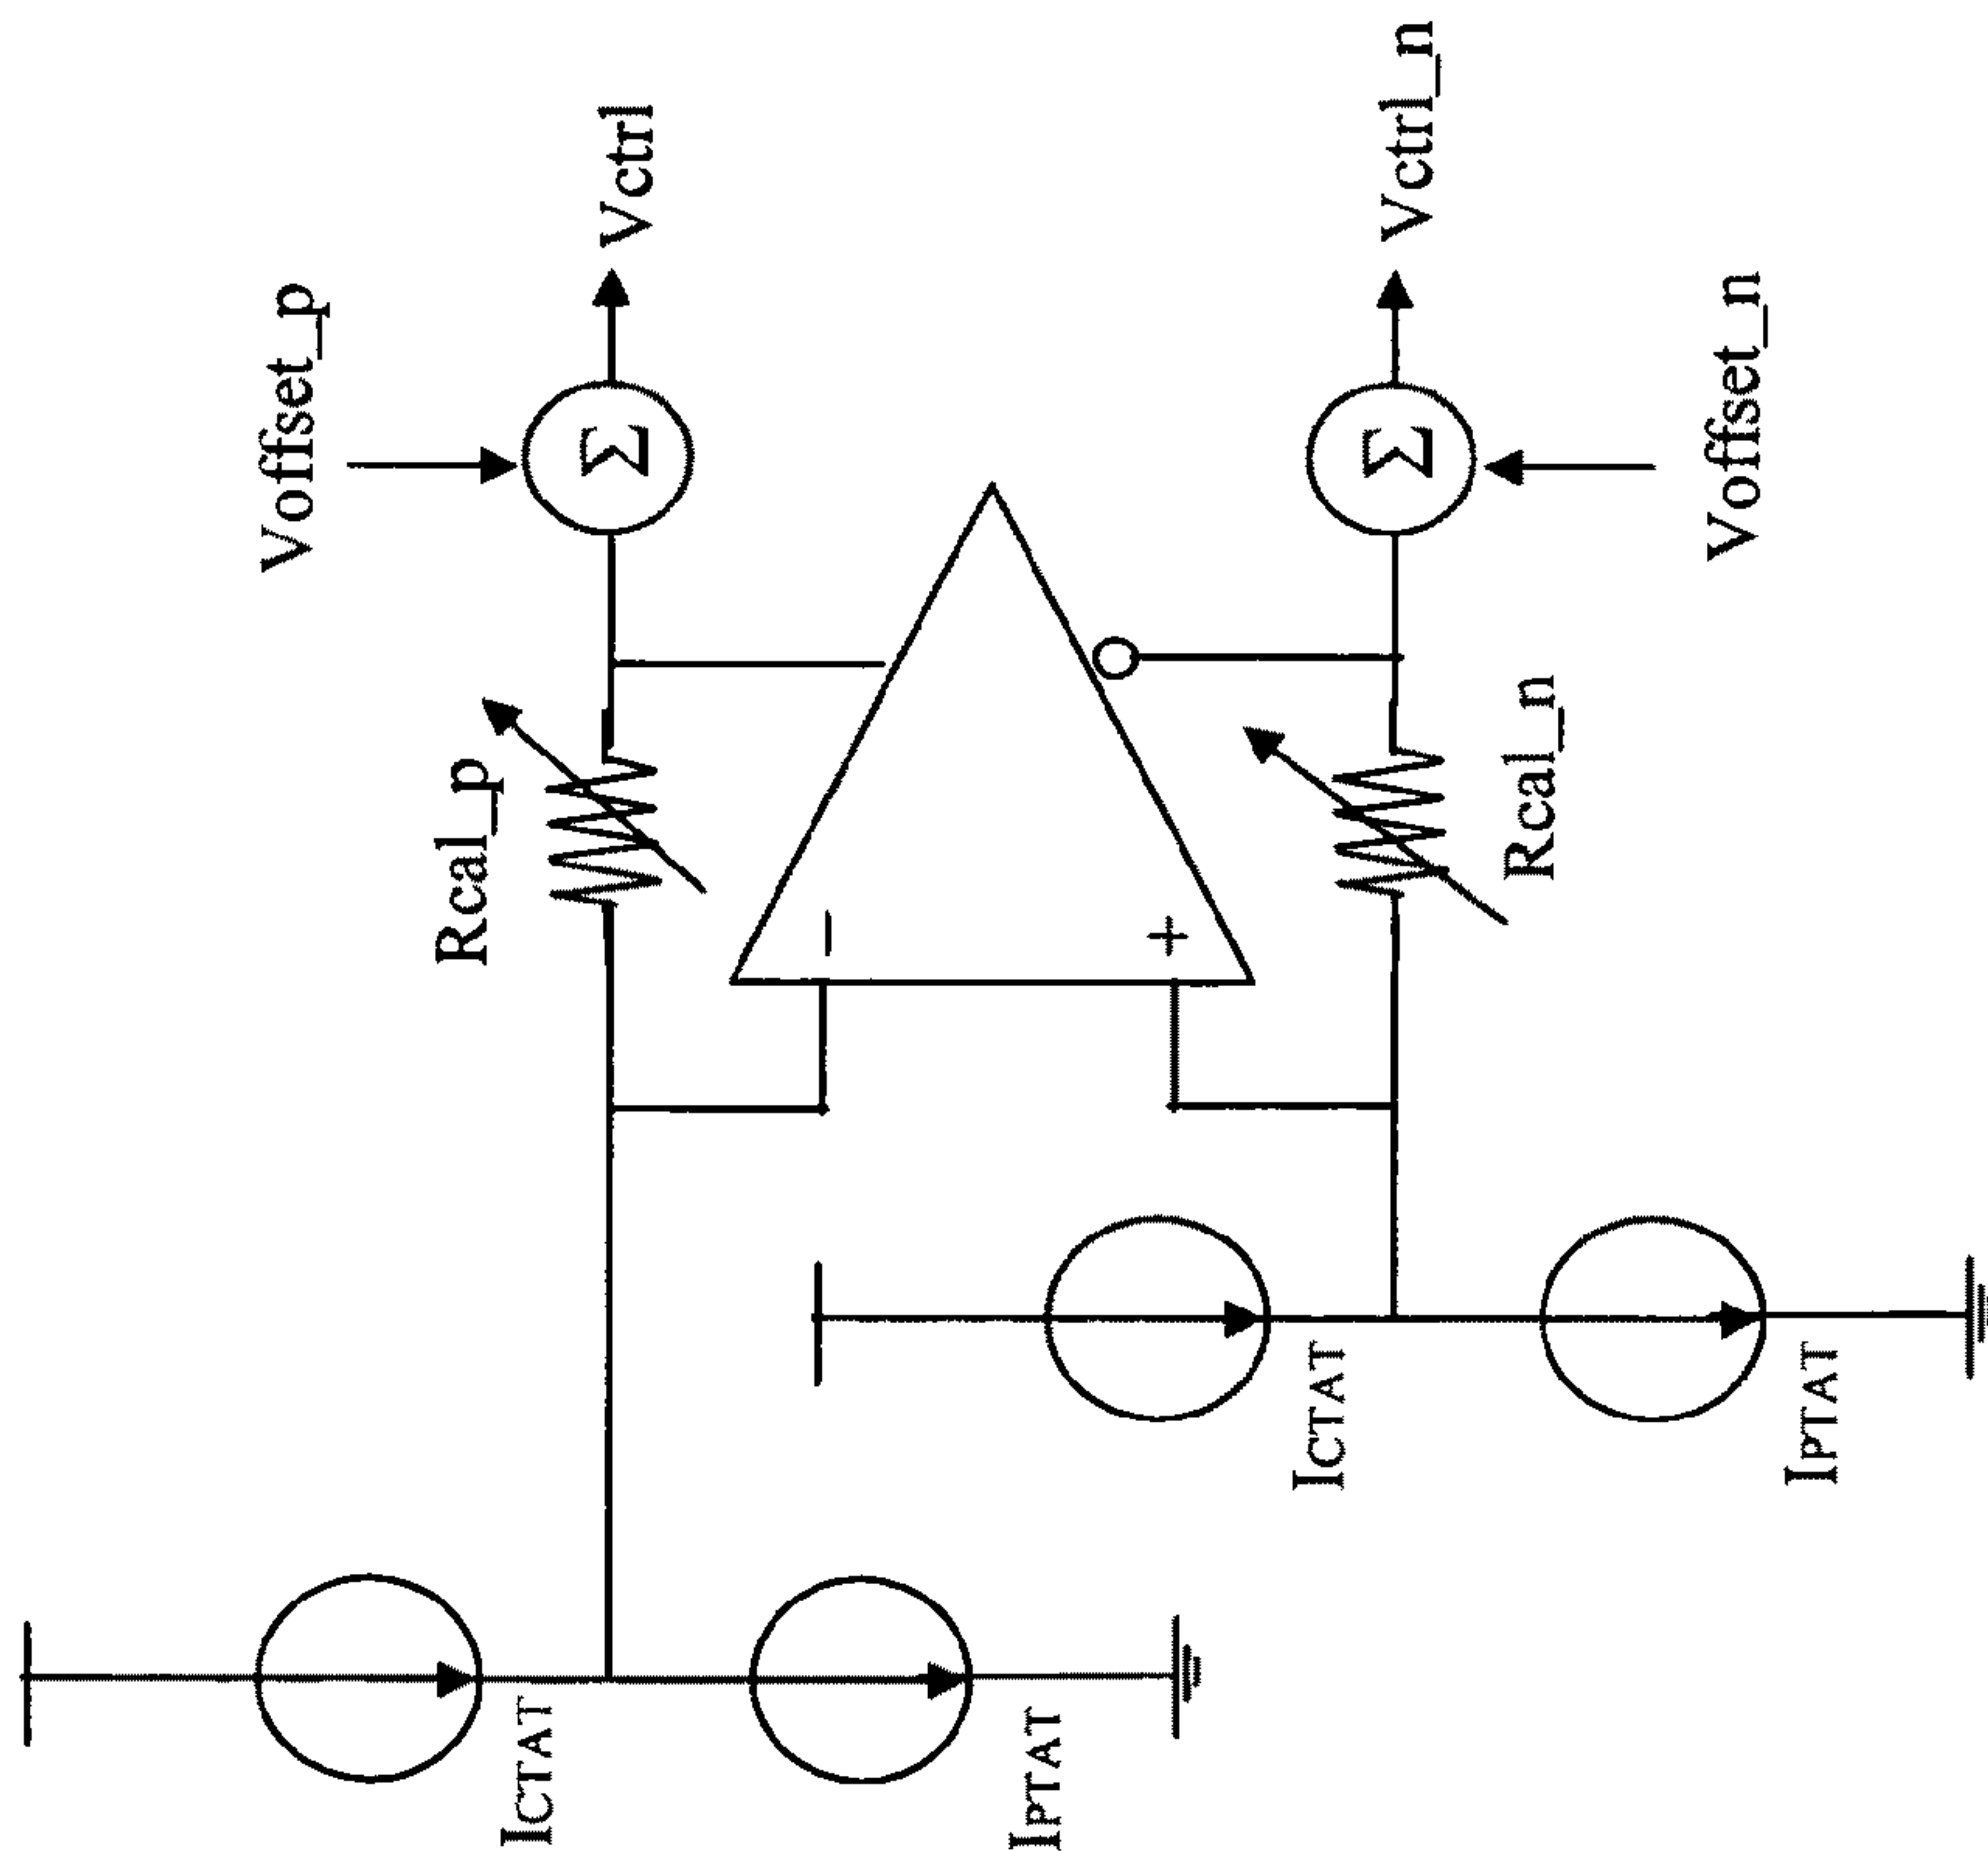 Voffset_p
Vctrl
Rcal_p
Σ
−
+
Σ
Vctrl_n
Rcal_n
Voffset_n
ICTAT
IPTAT
ICTAT
IPTAT